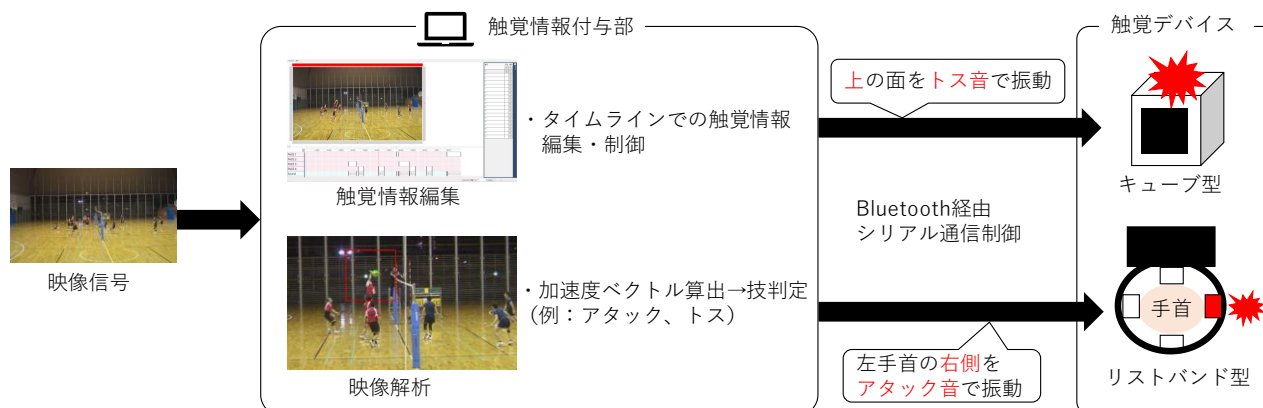 触覚情報付与部
触覚デバイス
上の面をトス音で振動
・タイムラインでの触覚情報
編集・制御
触覚情報編集
キューブ型
Bluetooth経由
シリアル通信制御
映像信号
・加速度ベクトル算出→技判定
（例：アタック、トス）
手首
左手首の右側を
アタック音で振動
映像解析
リストバンド型